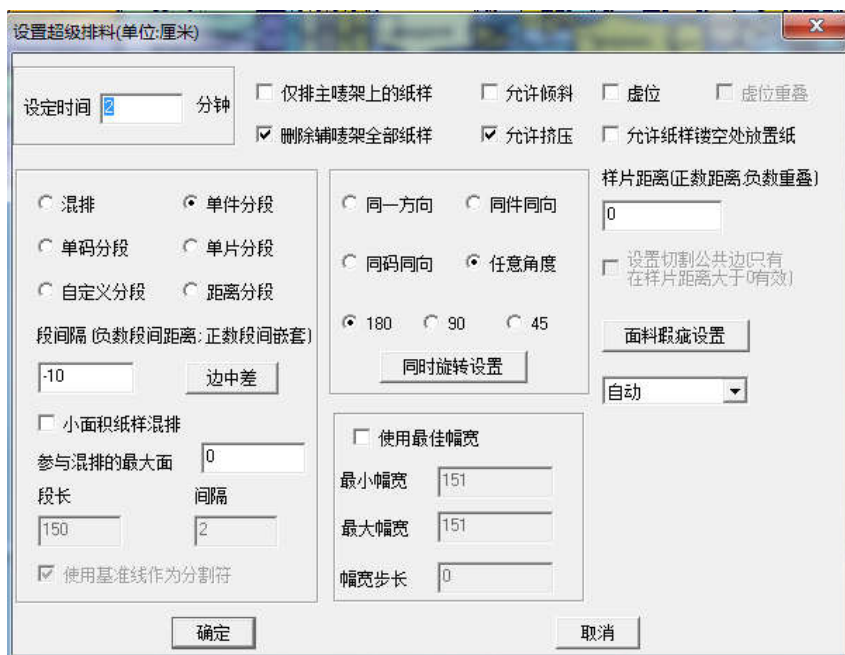 设置超级排料(单位:厘米)
设定时间 2 分钟
仅排主唛架上的纸样 允许倾斜 虚位 虚位重叠
删除辅唛架全部纸样 允许挤压 允许纸样镂空处放置纸
样片距离(正数距离:负数重叠)
混排 单件分段 同一方向 同件同向 0
单码分段 单片分段 同码同向 任意角度 设置切割公共边(只有
在样片距离大于0有效)
自定义分段 距离分段
180 90 45 面料瑕疵设置
段间隔 (负数段间距离; 正数段间嵌套)
-10 边中差 同时旋转设置
自动
小面积纸样混排 使用最佳幅宽
参与混排的最大面 0
最小幅宽 151
段长 间隔
150 2 最大幅宽 151
使用基准线作为分割符 幅宽步长 0
确定 取消